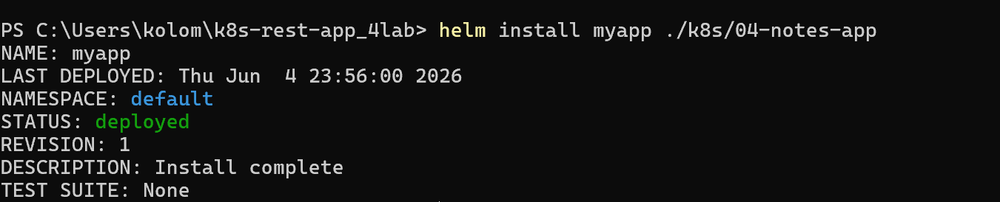 PS C:\Users\kolom\k8s-rest-app_4lab> helm install myapp ./k8s/04-notes-app
NAME: myapp
LAST DEPLOYED: Thu Jun  4 23:56:00 2026
NAMESPACE: default
STATUS: deployed
REVISION: 1
DESCRIPTION: Install complete
TEST SUITE: None